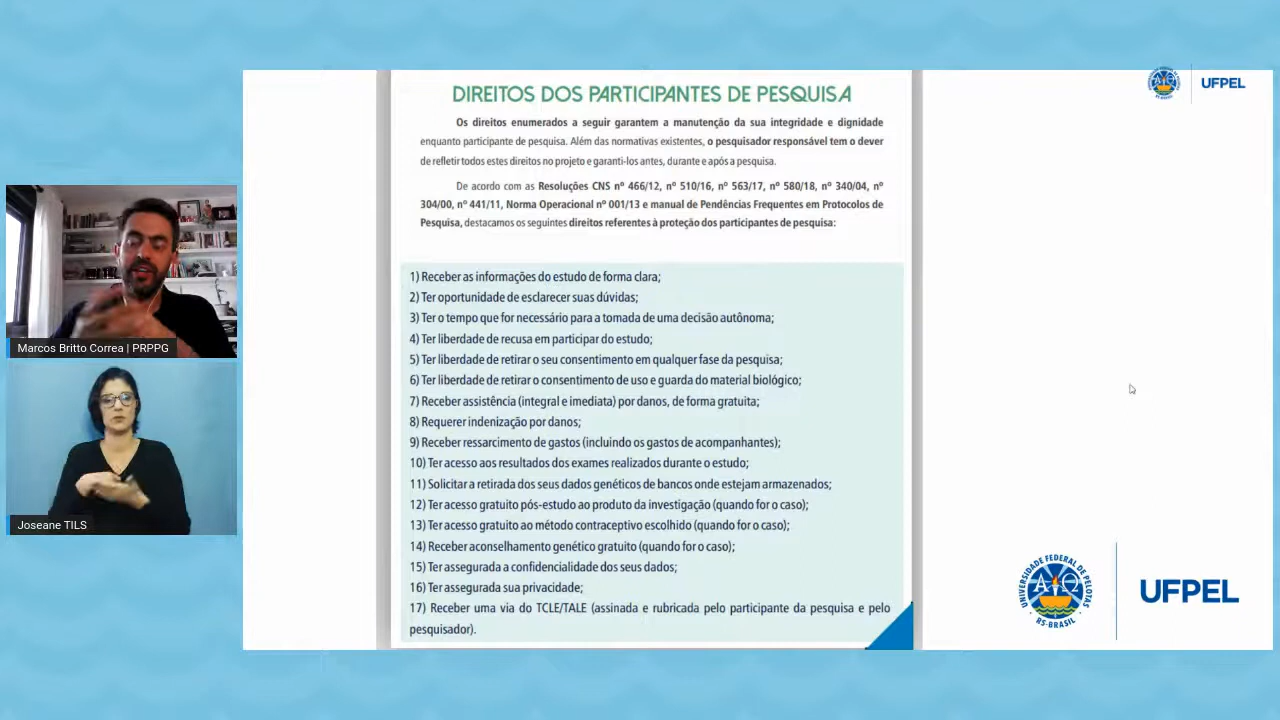 DIREITOS DOS PARTICIPANTES DE PESQUISA
Os direitos enumerados a seguir garantem a manutenção da sua integridade e dignidade
enquanto participante de pesquisa. Além das normativas existentes, o pesquisador responsável tem o dever
de refletir todos estes direitos no projeto e garanti-los antes, durante e após a pesquisa.
De acordo com as Resoluções CNS nº 466/12, nº 510/16, nº 563/17, nº 580/18, nº 340/04, nº
304/00, nº 441/11, Norma Operacional nº 001/13 e manual de Pendências Frequentes em Protocolos de
Pesquisa, destacamos os seguintes direitos referentes à proteção dos participantes de pesquisa:
1) Receber as informações do estudo de forma clara;
2) Ter oportunidade de esclarecer suas dúvidas;
3) Ter o tempo que for necessário para a tomada de uma decisão autônoma;
4) Ter liberdade de recusa em participar do estudo;
5) Ter liberdade de retirar o seu consentimento em qualquer fase da pesquisa;
6) Ter liberdade de retirar o consentimento de uso e guarda do material biológico;
7) Receber assistência (integral e imediata) por danos, de forma gratuita;
8) Requerer indenização por danos;
9) Receber ressarcimento de gastos (incluindo os gastos de acompanhantes);
10) Ter acesso aos resultados dos exames realizados durante o estudo;
11) Solicitar a retirada dos seus dados genéticos de bancos onde estejam armazenados;
12) Ter acesso gratuito pós-estudo ao produto da investigação (quando for o caso);
13) Ter acesso gratuito ao método contraceptivo escolhido (quando for o caso);
14) Receber aconselhamento genético gratuito (quando for o caso);
15) Ter assegurada a confidencialidade dos seus dados;
16) Ter assegurada sua privacidade;
17) Receber uma via do TCLE/TALE (assinada e rubricada pelo participante da pesquisa e pelo
pesquisador).
UFPEL
Marcos Britto Correa | PRPPG
Joseane TILS
UNIVERSIDADE FEDERAL DE PELOTAS
RS-BRASIL
UFPEL